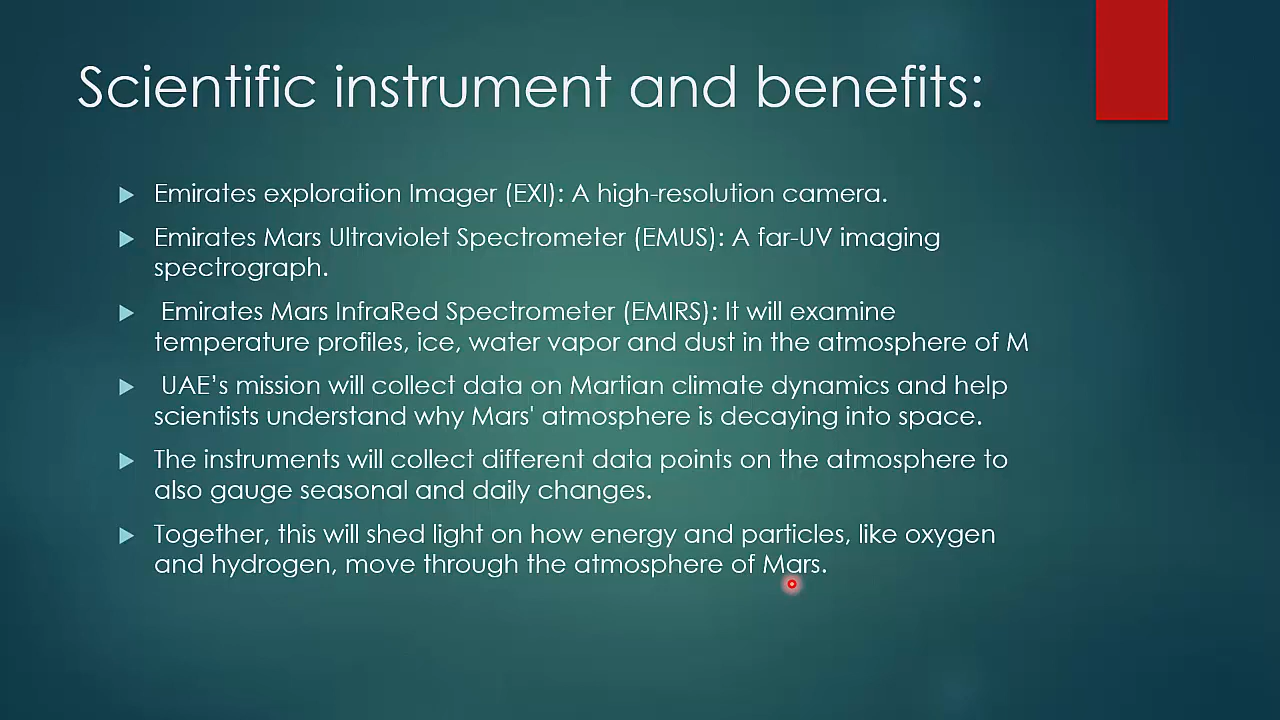 Scientific instrument and benefits:
Emirates exploration Imager (EXI): A high-resolution camera.
Emirates Mars Ultraviolet Spectrometer (EMUS): A far-UV imaging
spectrograph.
Emirates Mars InfraRed Spectrometer (EMIRS): It will examine
temperature profiles, ice, water vapor and dust in the atmosphere of M
UAE’s mission will collect data on Martian climate dynamics and help
scientists understand why Mars' atmosphere is decaying into space.
The instruments will collect different data points on the atmosphere to
also gauge seasonal and daily changes.
Together, this will shed light on how energy and particles, like oxygen
and hydrogen, move through the atmosphere of Mars.